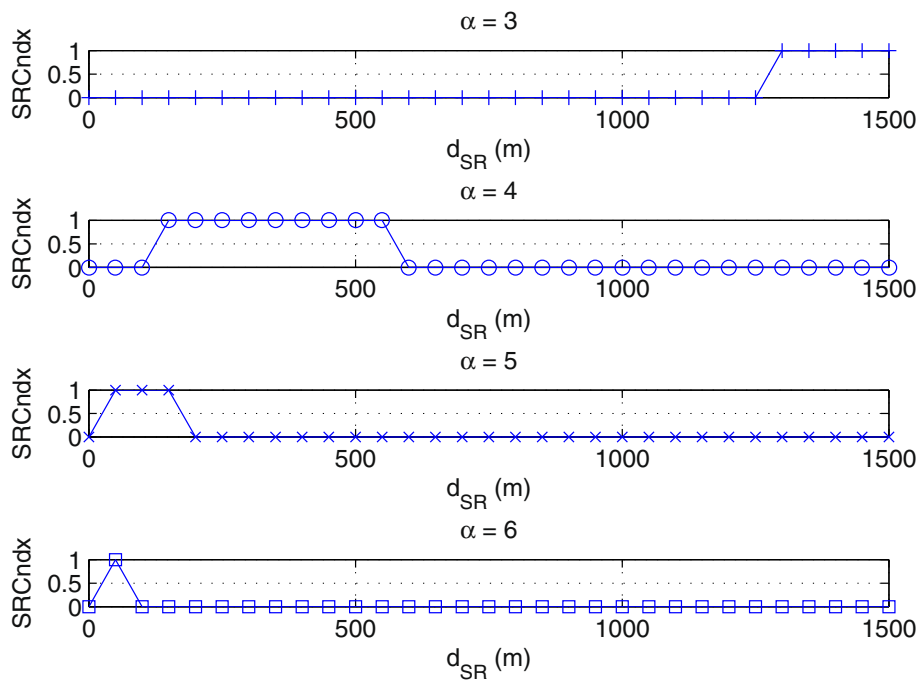 α = 3
SRCndx
1
0.5
0
0 500 1000 1500
d_SR (m)
α = 4
SRCndx
1
0.5
0
0 500 1000 1500
d_SR (m)
α = 5
SRCndx
1
0.5
0
0 500 1000 1500
d_SR (m)
α = 6
SRCndx
1
0.5
0
0 500 1000 1500
d_SR (m)